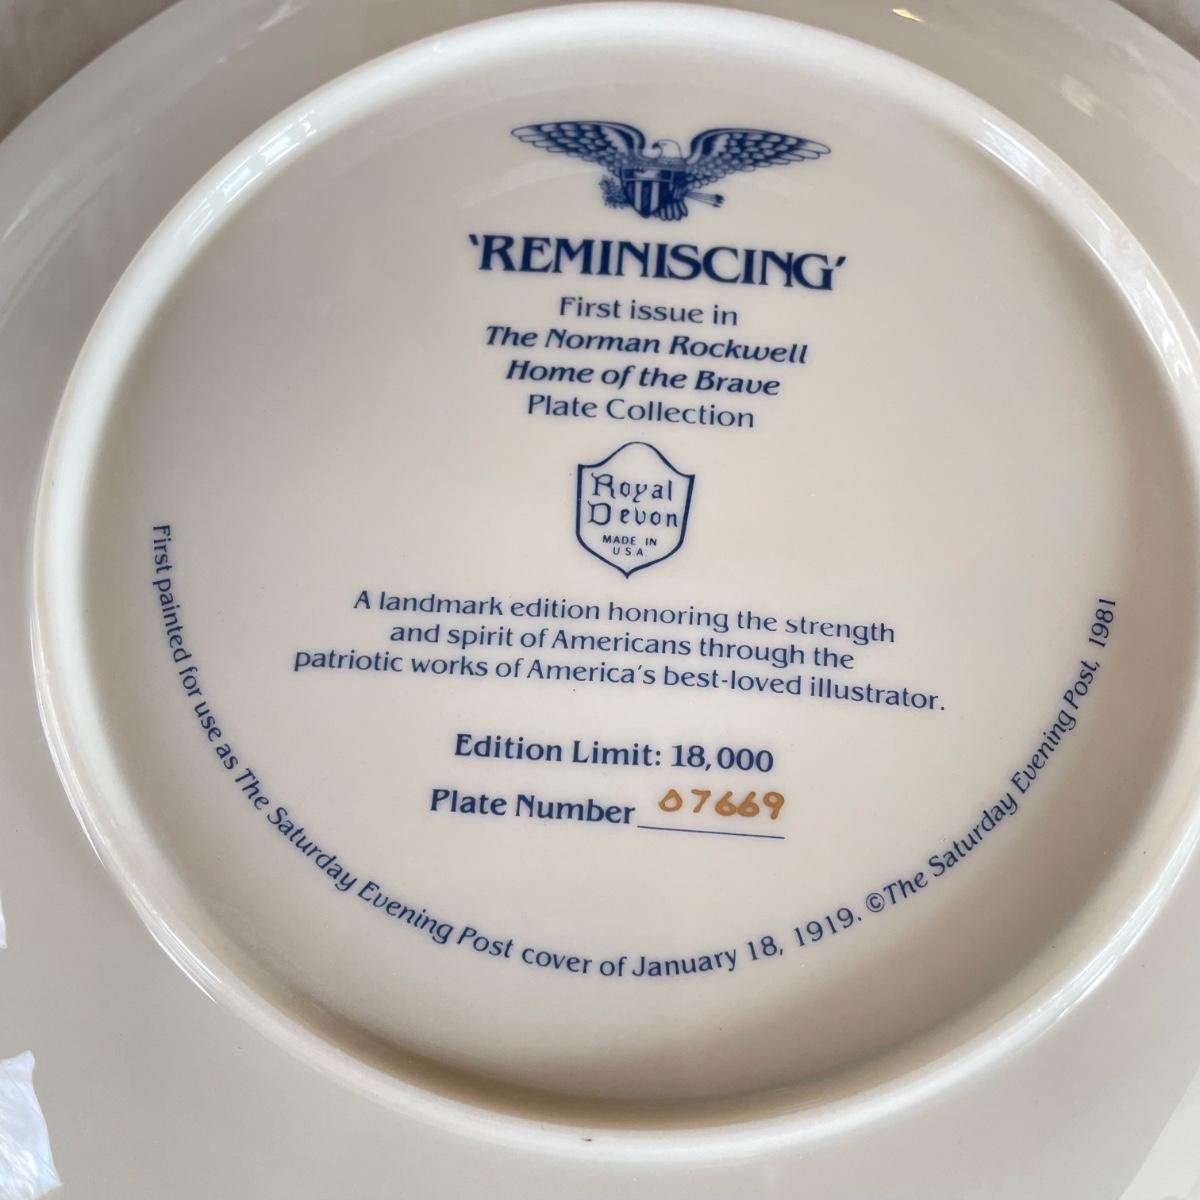 'REMINISCING'
First issue in
The Norman Rockwell
Home of the Brave
Plate Collection
Royal
Devon
MADE IN
U.S.A.
A landmark edition honoring the strength
and spirit of Americans through the
patriotic works of America's best-loved illustrator.
Edition Limit: 18,000
Plate Number 07669
First painted for use as The Saturday Evening Post cover of January 18, 1919. ©The Saturday Evening Post, 1981